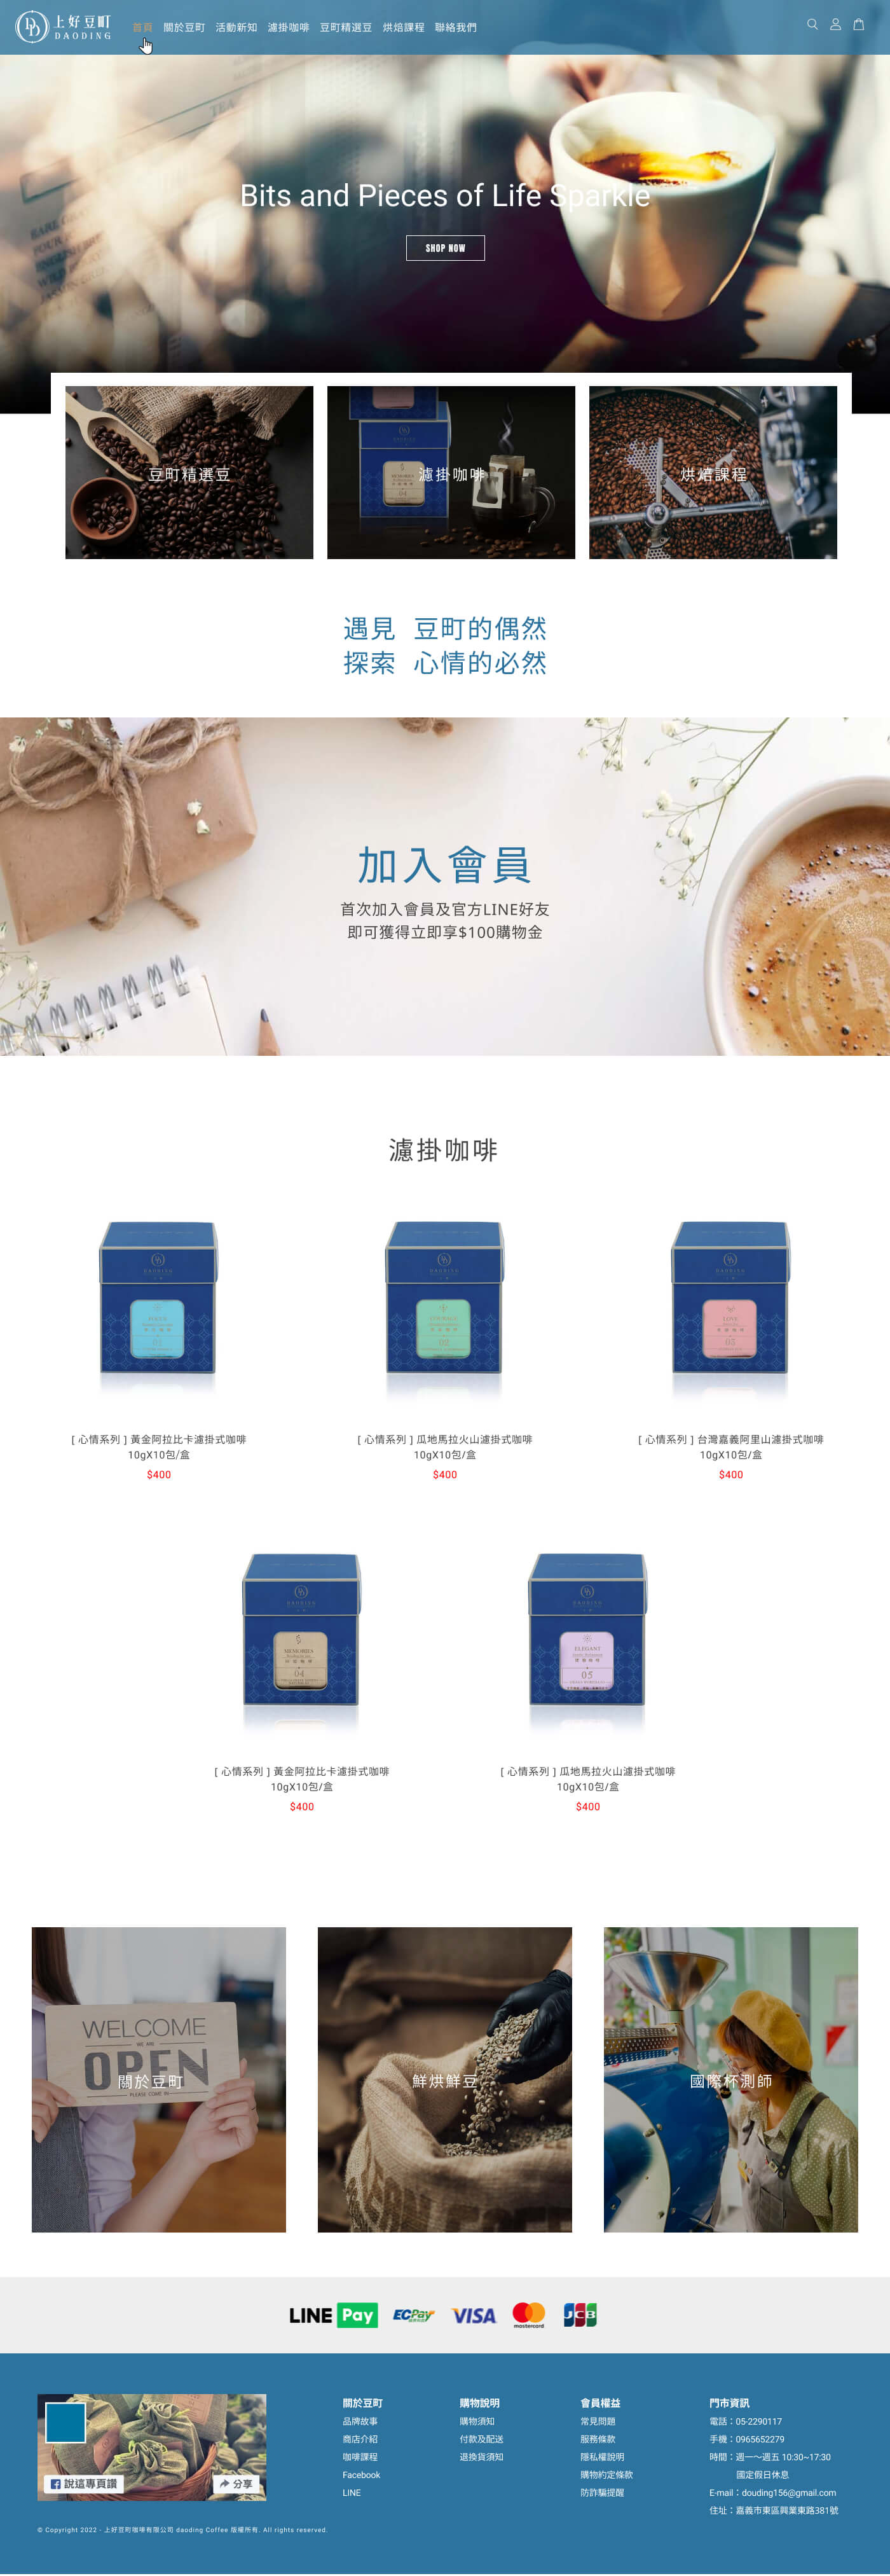 上好豆町
DAODING
首頁 關於豆町 活動新知 濾掛咖啡 豆町精選豆 烘焙課程 聯絡我們
TEA
Bits and Pieces of Life Sparkle
SHOP NOW
豆町精選豆
濾掛咖啡
烘焙課程
遇見 豆町的偶然
探索 心情的必然
加入會員
首次加入會員及官方LINE好友
即可獲得立即享$100購物金
濾掛咖啡
[ 心情系列 ] 黃金阿拉比卡濾掛式咖啡
10gX10包/盒
$400
[ 心情系列 ] 瓜地馬拉火山濾掛式咖啡
10gX10包/盒
$400
[ 心情系列 ] 台灣嘉義阿里山濾掛式咖啡
10gX10包/盒
$400
MEMORIES
04
ELEGANT
05
[ 心情系列 ] 黃金阿拉比卡濾掛式咖啡
10gX10包/盒
$400
[ 心情系列 ] 瓜地馬拉火山濾掛式咖啡
10gX10包/盒
$400
WELCOME
WE ARE
OPEN
PLEASE COME IN
關於豆町
鮮烘鮮豆
國際杯測師
LINE Pay
ECPay
VISA
mastercard
JCB
說這專頁讚
分享
關於豆町
品牌故事
商店介紹
咖啡課程
Facebook
LINE
購物說明
購物須知
付款及配送
退換貨須知
會員權益
常見問題
服務條款
隱私權說明
購物約定條款
防詐騙提醒
門市資訊
電話：05-2290117
手機：0965652279
時間：週一～週五 10:30~17:30
國定假日休息
E-mail：douding156@gmail.com
住址：嘉義市東區興業東路381號
© Copyright 2022 - 上好荳町咖啡有限公司 daoding Coffee 版權所有. All rights reserved.